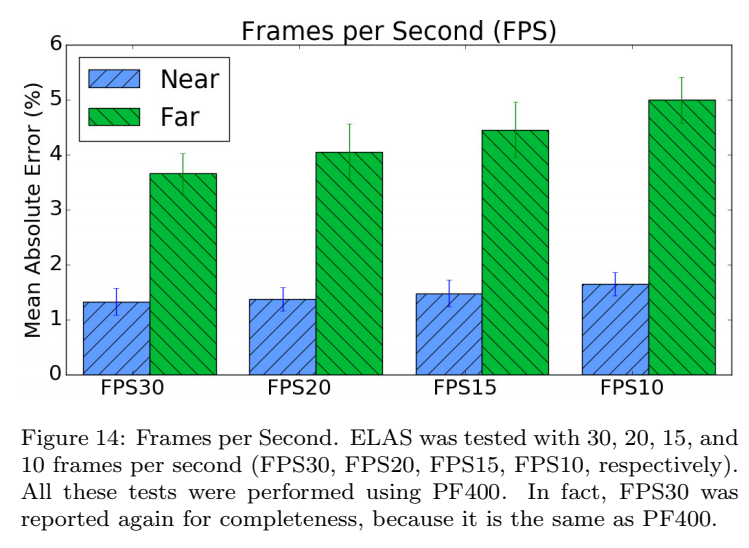 Frames per Second (FPS)
6
5
4
3
2
1
0
Mean Absolute Error (%)
Near
Far
FPS30 FPS20 FPS15 FPS10
Figure 14: Frames per Second. ELAS was tested with 30, 20, 15, and
10 frames per second (FPS30, FPS20, FPS15, FPS10, respectively).
All these tests were performed using PF400. In fact, FPS30 was
reported again for completeness, because it is the same as PF400.